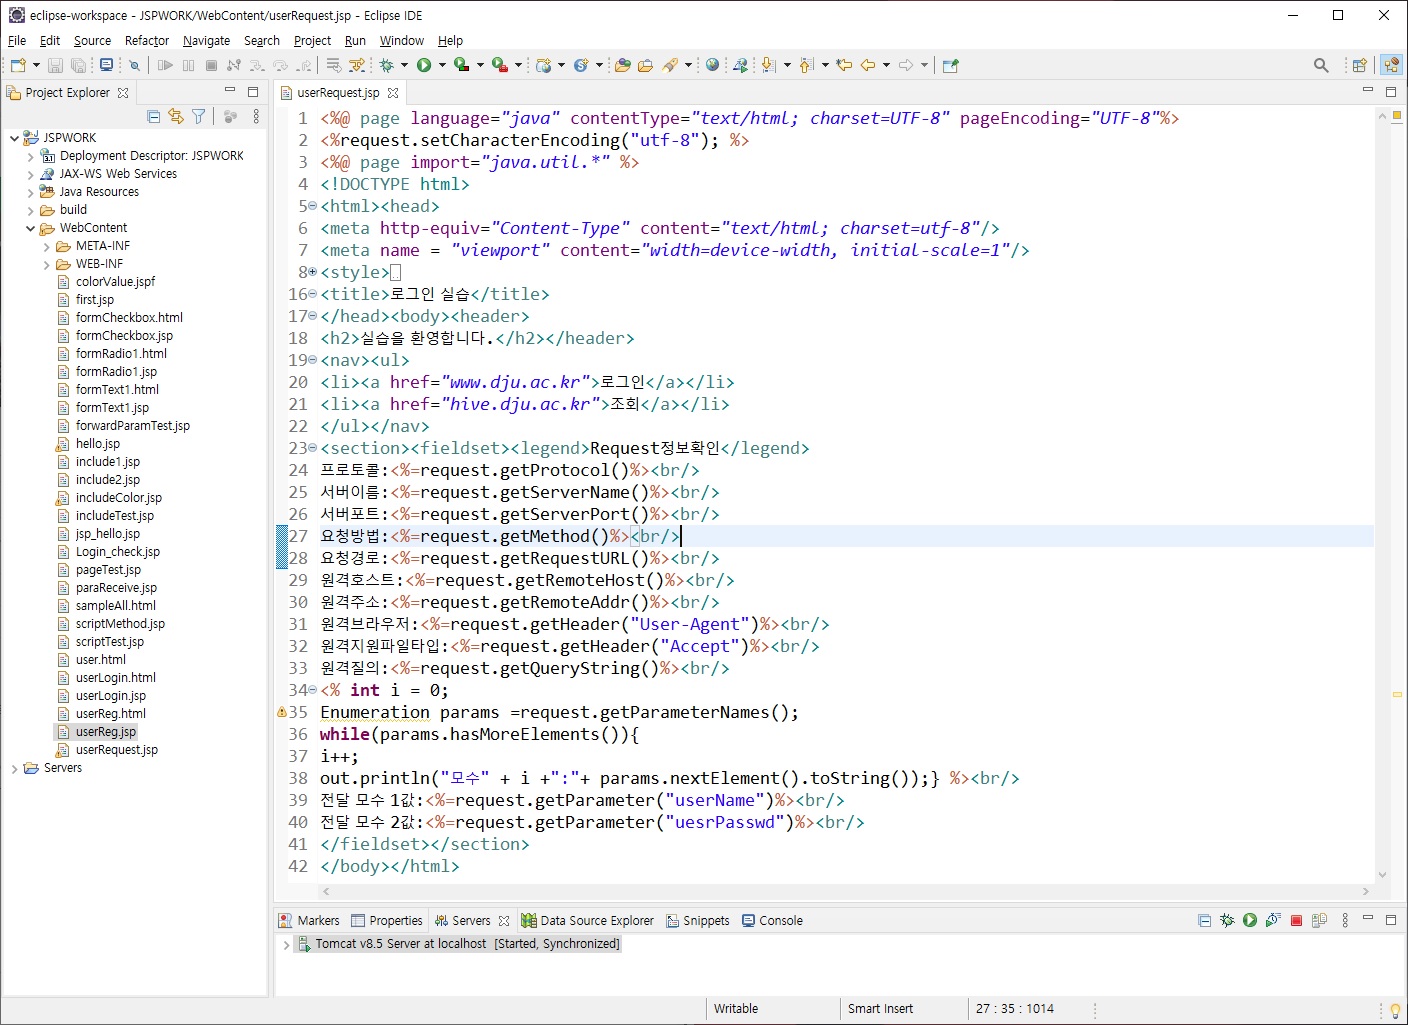 eclipse-workspace - JSPWORK/WebContent/userRequest.jsp - Eclipse IDE
File Edit Source Refactor Navigate Search Project Run Window Help
Project Explorer
JSPWORK
Deployment Descriptor: JSPWORK
JAX-WS Web Services
Java Resources
build
WebContent
META-INF
WEB-INF
colorValue.jspf
first.jsp
formCheckbox.html
formCheckbox.jsp
formRadio1.html
formRadio1.jsp
formText1.html
formText1.jsp
forwardParamTest.jsp
hello.jsp
include1.jsp
include2.jsp
includeColor.jsp
includeTest.jsp
jsp_hello.jsp
Login_check.jsp
pageTest.jsp
paraReceive.jsp
sampleAll.html
scriptMethod.jsp
scriptTest.jsp
user.html
userLogin.html
userLogin.jsp
userReg.html
userReg.jsp
userRequest.jsp
Servers
userRequest.jsp
1 <%@ page language="java" contentType="text/html; charset=UTF-8" pageEncoding="UTF-8"%>
2 <%request.setCharacterEncoding("utf-8"); %>
3 <%@ page import="java.util.*" %>
4 <!DOCTYPE html>
5 <html><head>
6 <meta http-equiv="Content-Type" content="text/html; charset=utf-8"/>
7 <meta name = "viewport" content="width=device-width, initial-scale=1"/>
8 <style>
16 <title>로그인 실습</title>
17 </head><body><header>
18 <h2>실습을 환영합니다.</h2></header>
19 <nav><ul>
20 <li><a href="www.dju.ac.kr">로그인</a></li>
21 <li><a href="hive.dju.ac.kr">조회</a></li>
22 </ul></nav>
23 <section><fieldset><legend>Request정보확인</legend>
24 프로토콜:<%=request.getProtocol()%><br/>
25 서버이름:<%=request.getServerName()%><br/>
26 서버포트:<%=request.getServerPort()%><br/>
27 요청방법:<%=request.getMethod()%><br/>
28 요청경로:<%=request.getRequestURL()%><br/>
29 원격호스트:<%=request.getRemoteHost()%><br/>
30 원격주소:<%=request.getRemoteAddr()%><br/>
31 원격브라우저:<%=request.getHeader("User-Agent")%><br/>
32 원격지원파일타입:<%=request.getHeader("Accept")%><br/>
33 원격질의:<%=request.getQueryString()%><br/>
34 <% int i = 0;
35 Enumeration params =request.getParameterNames();
36 while(params.hasMoreElements()){
37 i++;
38 out.println("모수" + i +":"+ params.nextElement().toString());} %><br/>
39 전달 모수 1값:<%=request.getParameter("userName")%><br/>
40 전달 모수 2값:<%=request.getParameter("uesrPasswd")%><br/>
41 </fieldset></section>
42 </body></html>
Markers Properties Servers Data Source Explorer Snippets Console
Tomcat v8.5 Server at localhost [Started, Synchronized]
Writable Smart Insert 27 : 35 : 1014